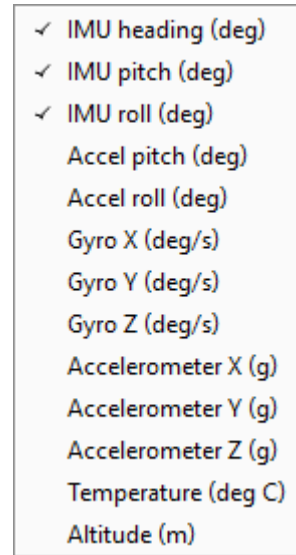 IMU heading (deg)
IMU pitch (deg)
IMU roll (deg)
Accel pitch (deg)
Accel roll (deg)
Gyro X (deg/s)
Gyro Y (deg/s)
Gyro Z (deg/s)
Accelerometer X (g)
Accelerometer Y (g)
Accelerometer Z (g)
Temperature (deg C)
Altitude (m)